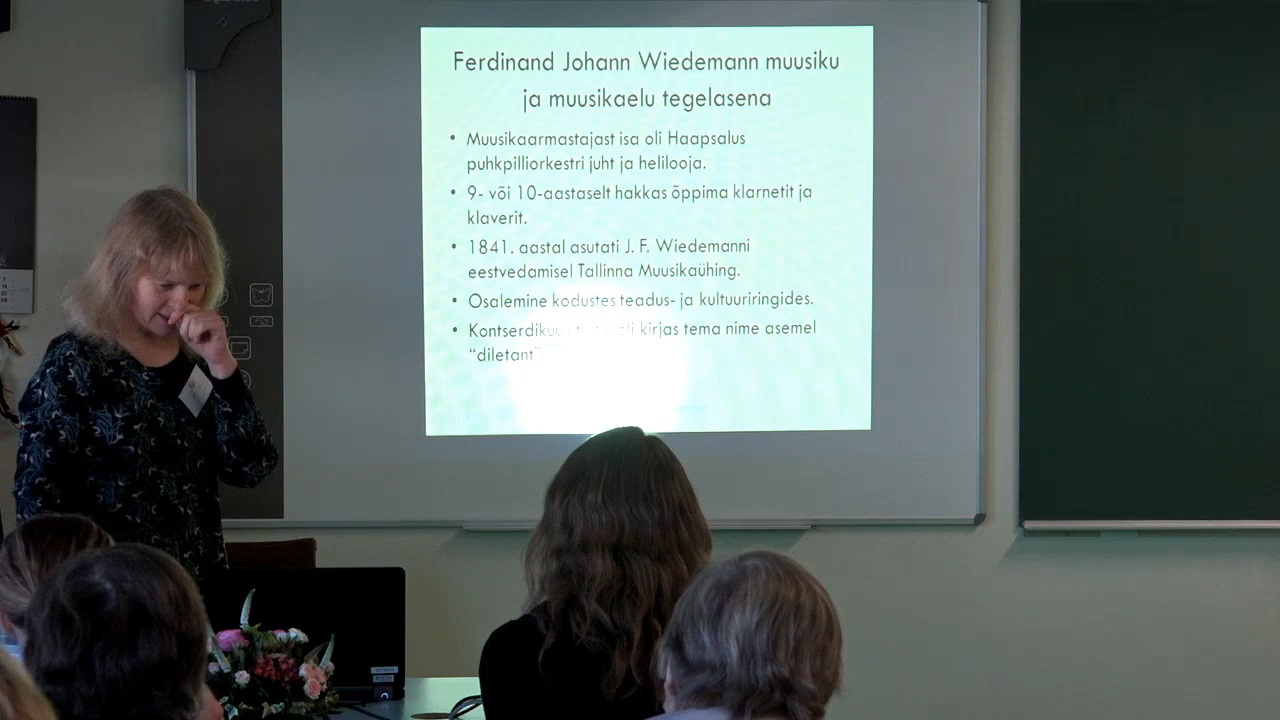 Ferdinand Johann Wiedemann muusiku
ja muusikaelu tegelasena
• Muusikaarmastajast isa oli Haapsalus
puhkpilliorkestri juht ja helilooja.
• 9- või 10-aastaselt hakkas õppima klarnetit ja
klaverit.
• 1841. aastal asutati J. F. Wiedemanni
eestvedamisel Tallinna Muusikaühing.
• Osalemine kodustes teadus- ja kultuuriringides.
• kirjas tema nime asemel
“diletant”.